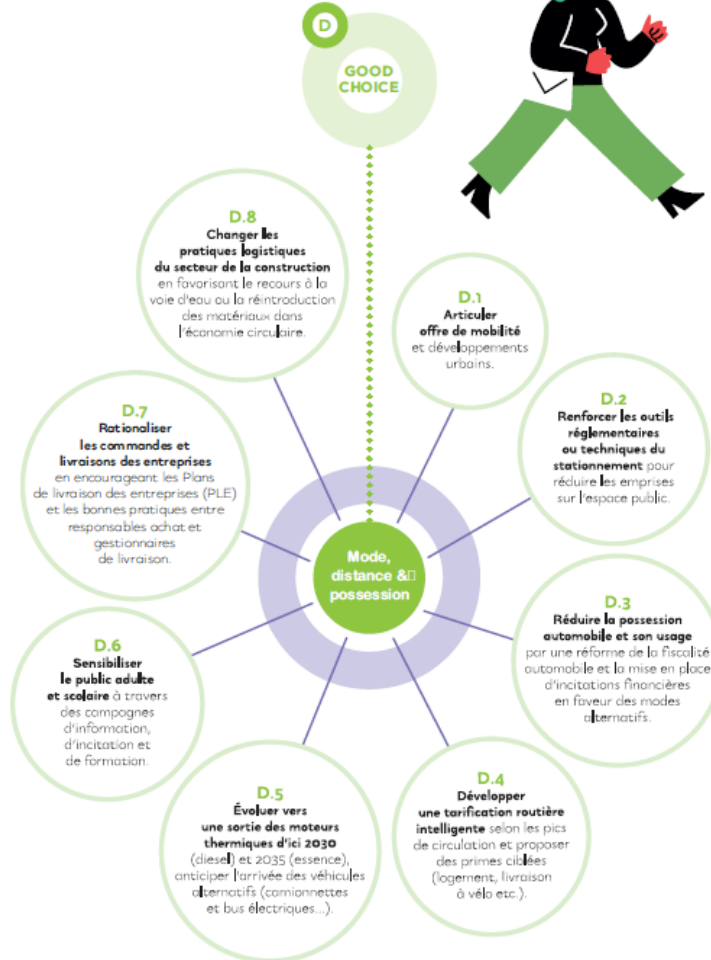 D
GOOD
CHOICE
D.8
Changer les
pratiques logistiques
du secteur de la construction
en favorisant le recours à la
voie d'eau ou la réintroduction
des matériaux dans
l'économie circulaire.
D.1
Articuler
offre de mobilité
et développements
urbains.
D.2
Renforcer les outils
réglementaires
ou techniques du
stationnement pour
réduire les emprises
sur l'espace public.
D.7
Rationaliser
les commandes et
livraisons des entreprises
en encourageant les Plans
de livraison des entreprises (PLE)
et les bonnes pratiques entre
responsables achat et
gestionnaires
de livraison.
Mode,
distance &
possession
D.3
Réduire la possession
automobile et son usage
par une réforme de la fiscalité
automobile et la mise en place
d'incitations financières
en faveur des modes
alternatifs.
D.6
Sensibiliser
le public adulte
et scolaire à travers
des campagnes
d'information,
d'incitation et
de formation.
D.5
Évoluer vers
une sortie des moteurs
thermiques d'ici 2030
(diesel) et 2035 (essence),
anticiper l'arrivée des véhicules
alternatifs (camionnettes
et bus électriques...).
D.4
Développer
une tarification routière
intelligente selon les pics
de circulation et proposer
des primes ciblées
(logement, livraison
à vélo etc.).